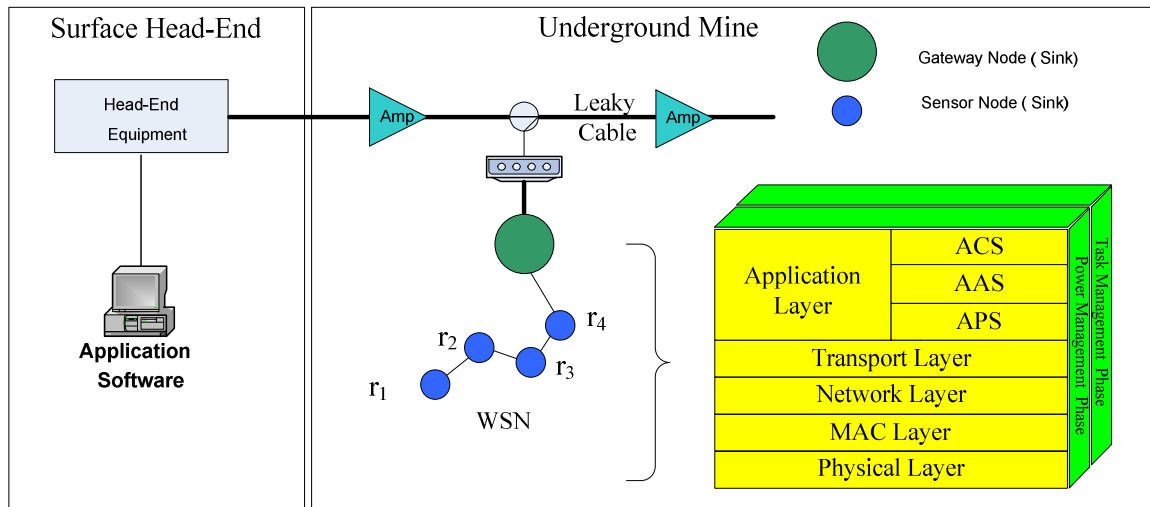 Surface Head-End
Underground Mine
Head-End
Equipment
Amp
Leaky
Cable
Amp
Gateway Node ( Sink)
Sensor Node ( Sink)
Application
Software
r1
r2
r3
r4
WSN
Application
Layer
ACS
AAS
APS
Transport Layer
Network Layer
MAC Layer
Physical Layer
Power Management Phase
Task Management Phase